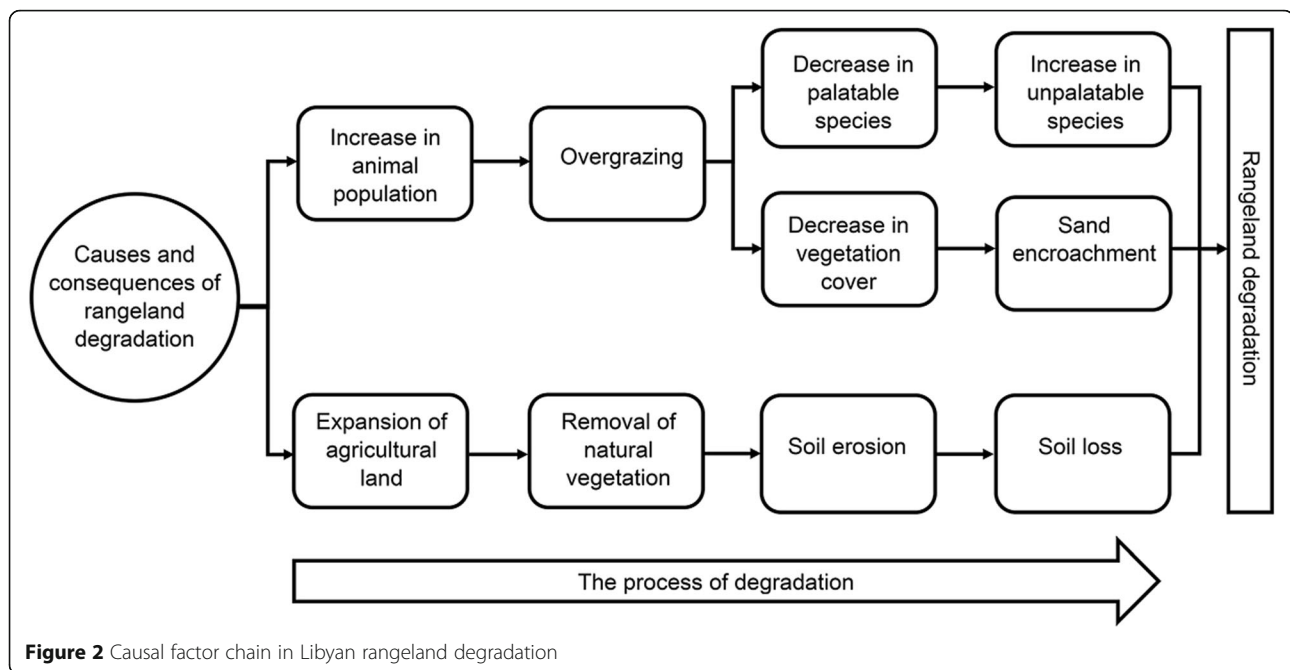 Causes and
consequences of
rangeland
degradation
Increase in
animal
population
Overgrazing
Decrease in
palatable
species
Increase in
unpalatable
species
Decrease in
vegetation
cover
Sand
encroachment
Expansion of
agricultural
land
Removal of
natural
vegetation
Soil erosion
Soil loss
Rangeland degradation
The process of degradation
Figure 2 Causal factor chain in Libyan rangeland degradation